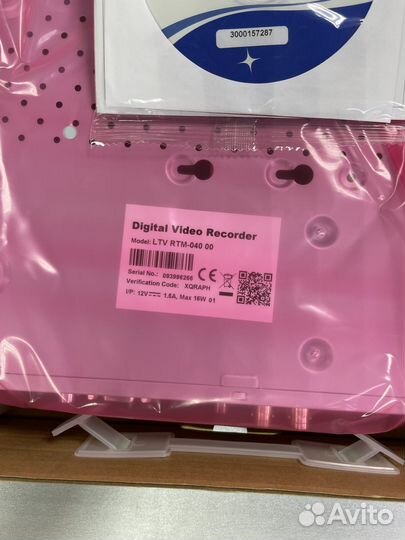 3000157287
Digital Video Recorder
Model: LTV RTM-040 00
Serial No.: 093996266
Verification Code: XQRAPH
I/P: 12V 1.6A, Max 16W 01
CE
Avito